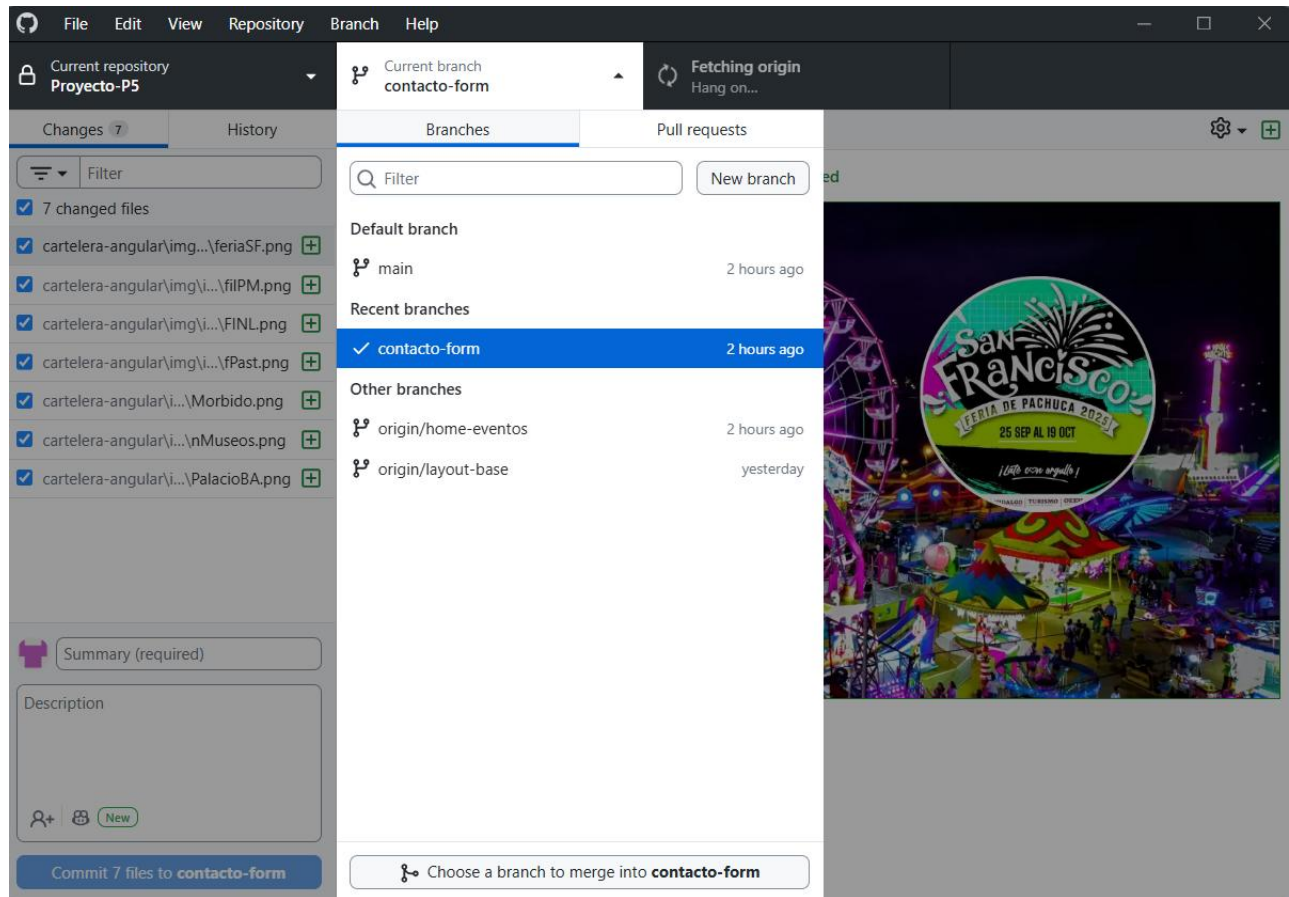 File Edit View Repository Branch Help
Current repository
Proyecto-P5
Current branch
contacto-form
Fetching origin
Hang on...
Changes 7 History
Branches Pull requests
Filter
Filter
New branch
ed
7 changed files
Default branch
cartelera-angular\img...\feriaSF.png
main 2 hours ago
cartelera-angular\img\i...\filPM.png
Recent branches
cartelera-angular\img\i...\FINL.png
contacto-form 2 hours ago
cartelera-angular\img\i...\fPast.png
Other branches
cartelera-angular\i...\Morbido.png
origin/home-eventos 2 hours ago
cartelera-angular\i...\nMuseos.png
origin/layout-base yesterday
cartelera-angular\i...\PalacioBA.png
SAN
FRANCISCO
FERIA DE PACHUCA 2025
25 SEP AL 19 OCT
¡Late con orgullo!
HIDALGO | TURISMO |
Summary (required)
Description
New
Commit 7 files to contacto-form
Choose a branch to merge into contacto-form